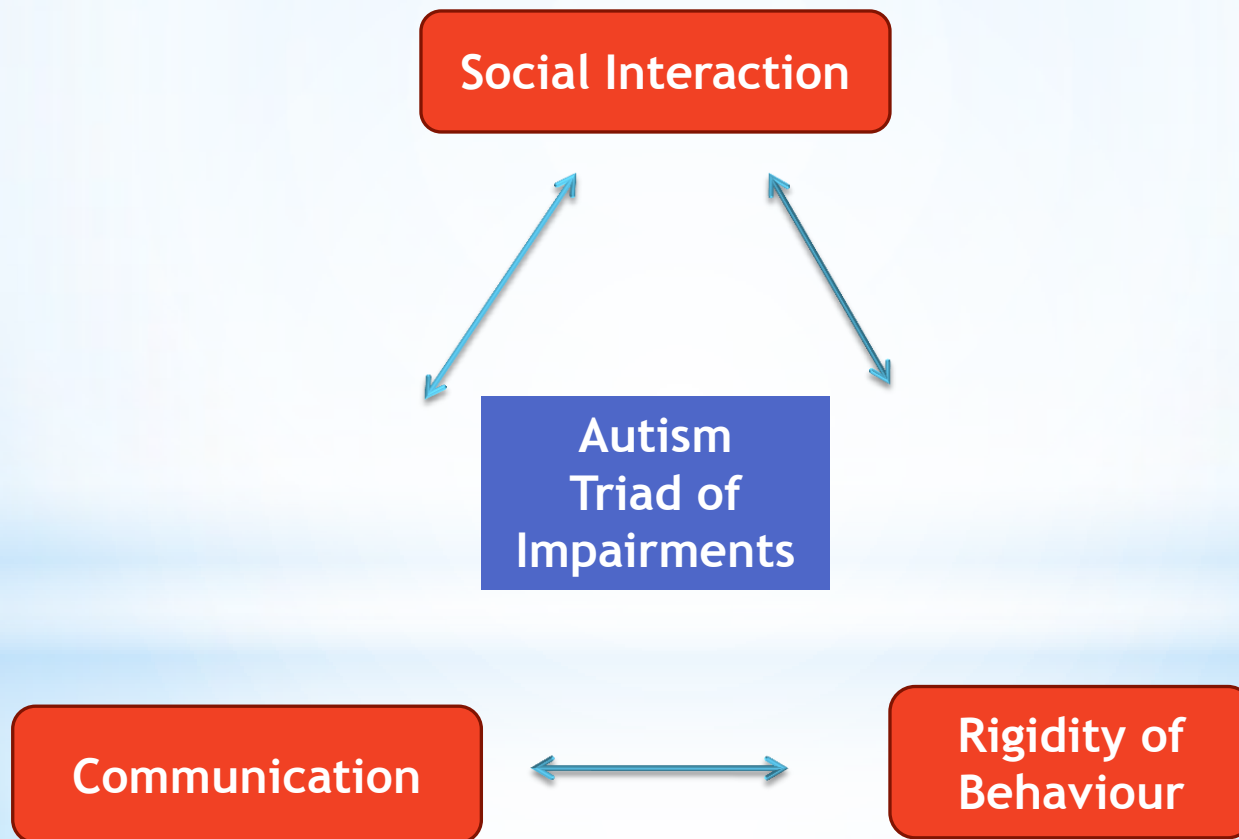 Social Interaction
Autism
Triad of
Impairments
Communication
Rigidity of
Behaviour